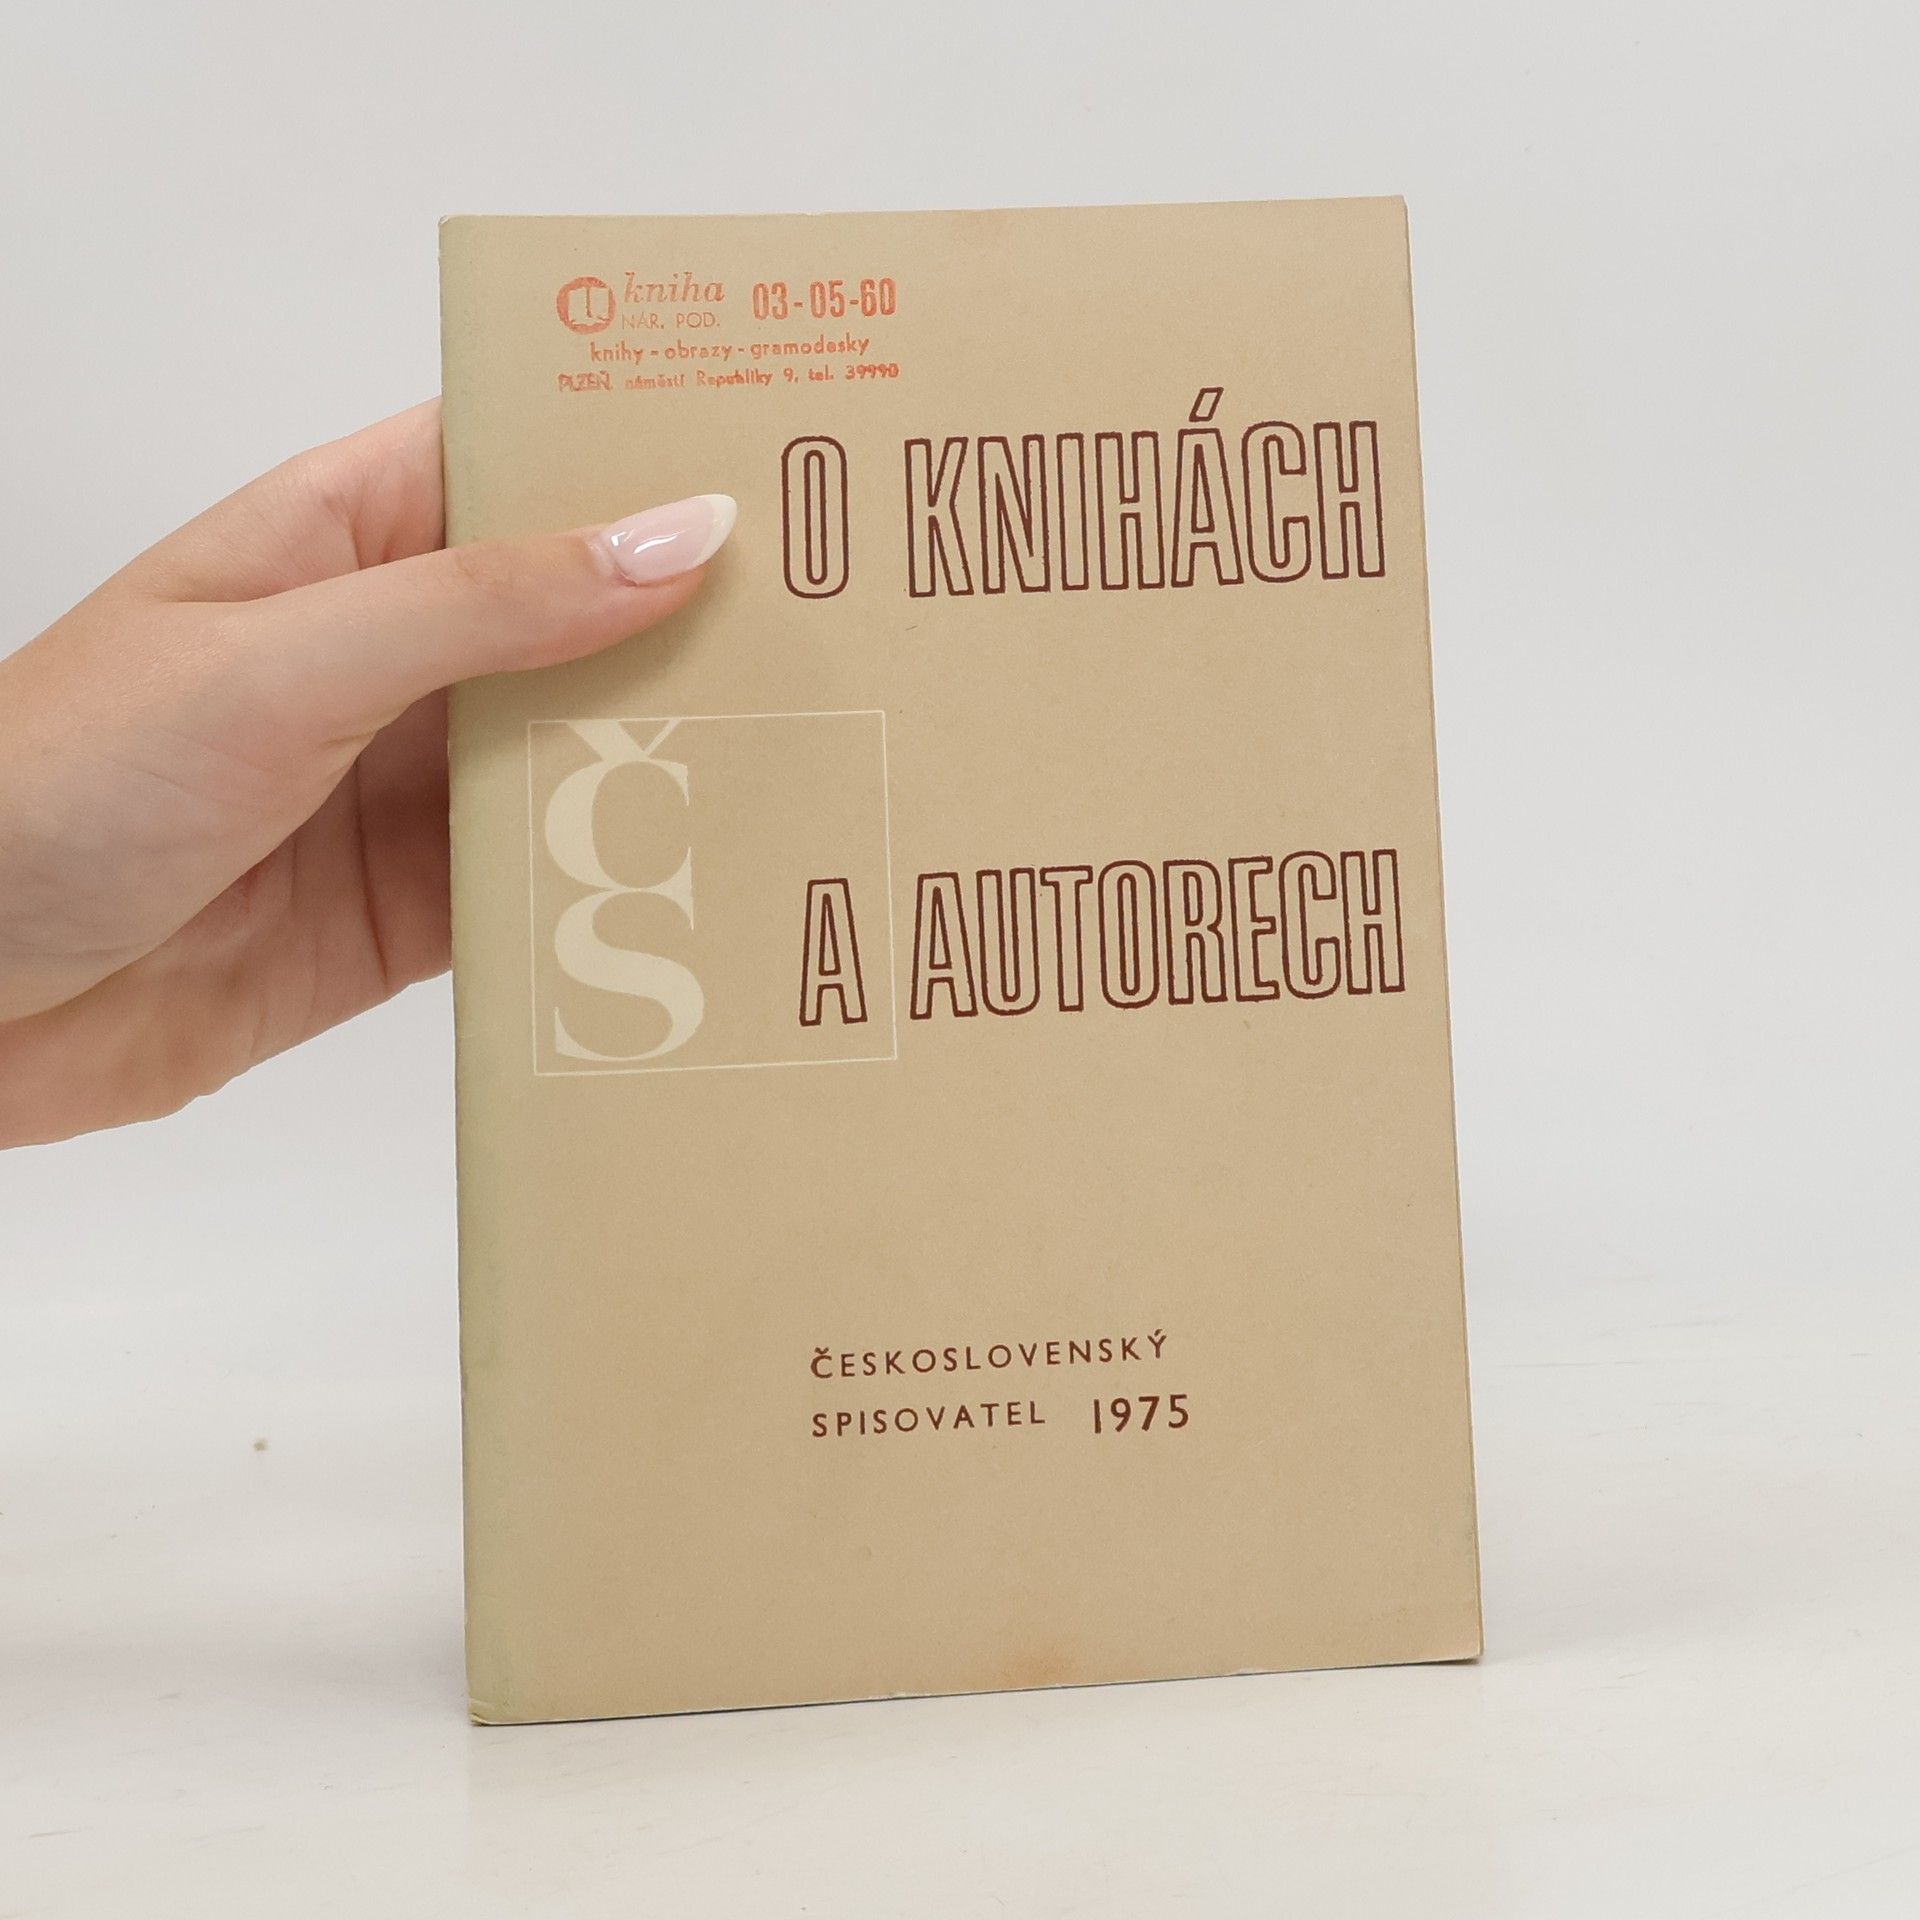 kniha 03-05-60
NÁR. POD.
knihy - obrazy - gramodesky
PLZEŇ, náměstí Republiky 9, tel. 39990
O KNIHÁCH
ČS
A AUTORECH
ČESKOSLOVENSKÝ
SPISOVATEL 1975